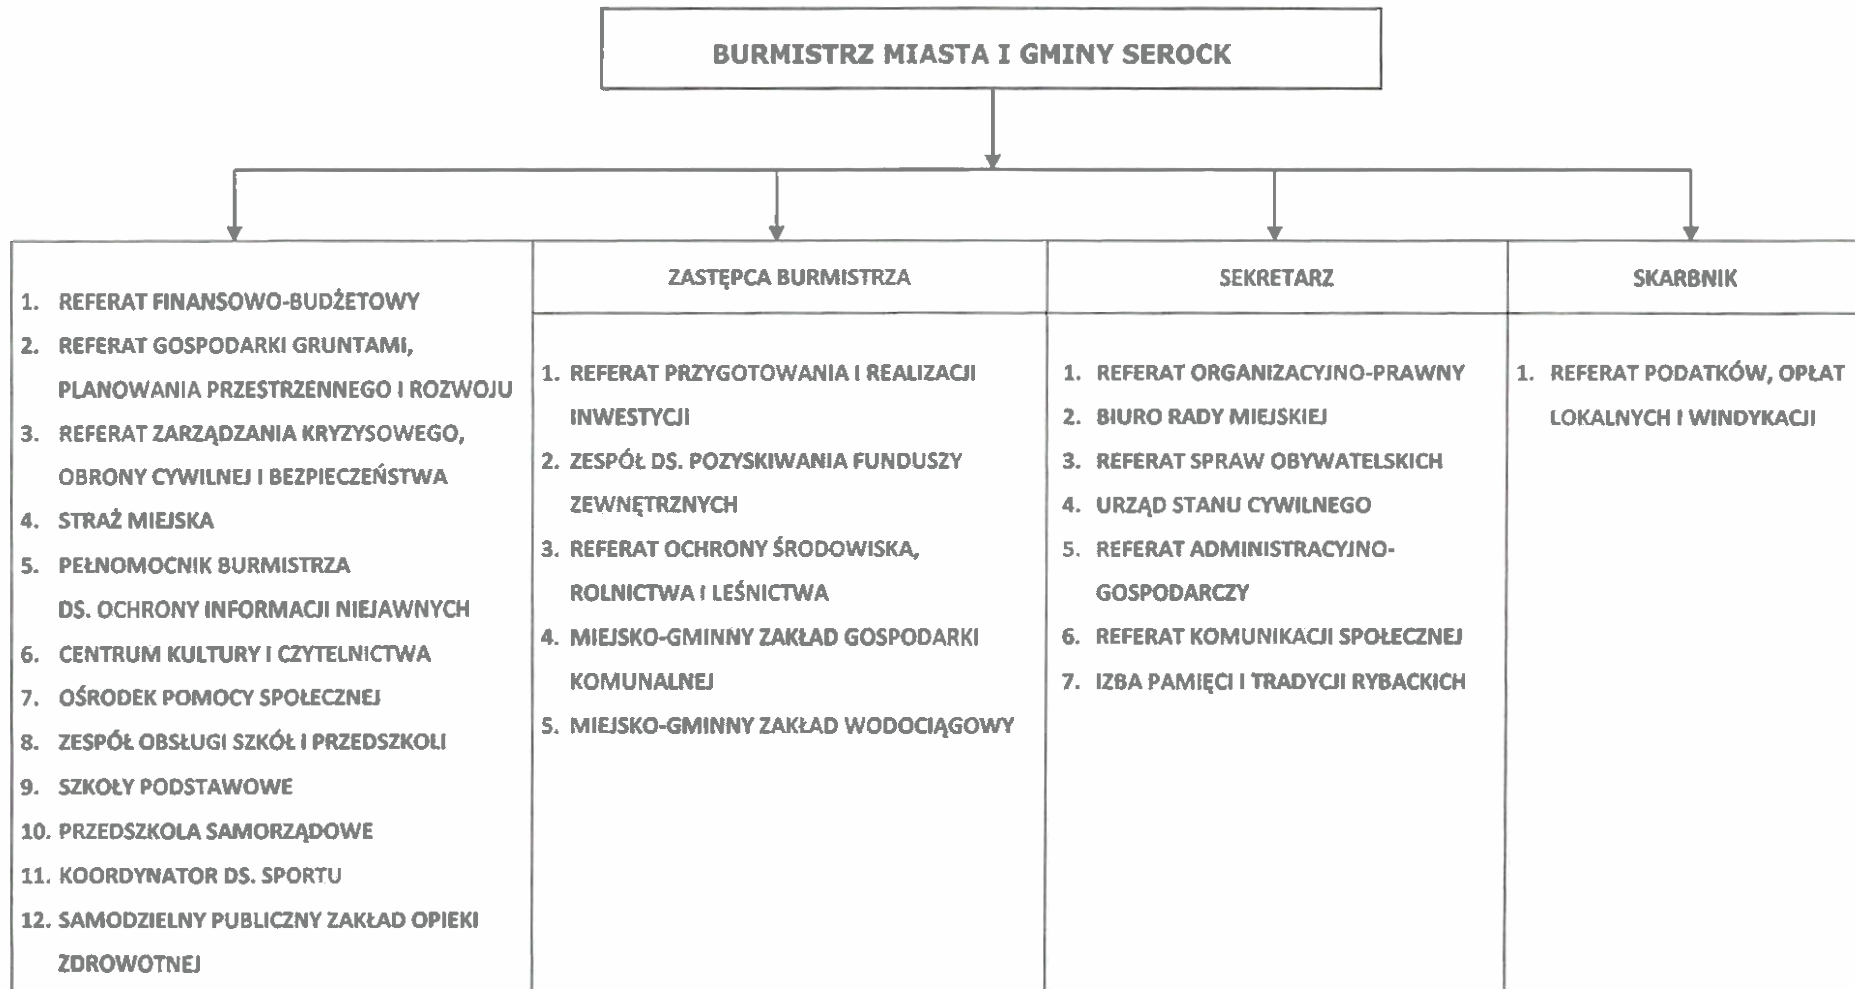 BURMISTRZ MIASTA I GMINY SEROCK
1. REFERAT FINANSOWO-BUDŻETOWY
2. REFERAT GOSPODARKI GRUNTAMI,
PLANOWANIA PRZESTRZENNEGO I ROZWOJU
3. REFERAT ZARZĄDZANIA KRYZYSOWEGO,
OBRONY CYWILNEJ I BEZPIECZEŃSTWA
4. STRAŻ MIEJSKA
5. PEŁNOMOCNIK BURMISTRZA
DS. OCHRONY INFORMACJI NIEJAWNYCH
6. CENTRUM KULTURY I CZYTELNICTWA
7. OŚRODEK POMOCY SPOŁECZNEJ
8. ZESPÓŁ OBSŁUGI SZKÓŁ I PRZEDSZKOLI
9. SZKOŁY PODSTAWOWE
10. PRZEDSZKOLA SAMORZĄDOWE
11. KOORDYNATOR DS. SPORTU
12. SAMODZIELNY PUBLICZNY ZAKŁAD OPIEKI
ZDROWOTNEJ
ZASTĘPCA BURMISTRZA
1. REFERAT PRZYGOTOWANIA I REALIZACJI
INWESTYCJI
2. ZESPÓŁ DS. POZYSKIWANIA FUNDUSZY
ZEWNĘTRZNYCH
3. REFERAT OCHRONY ŚRODOWISKA,
ROLNICTWA I LEŚNICTWA
4. MIEJSKO-GMINNY ZAKŁAD GOSPODARKI
KOMUNALNEJ
5. MIEJSKO-GMINNY ZAKŁAD WODOCIĄGOWY
SEKRETARZ
1. REFERAT ORGANIZACYJNO-PRAWNY
2. BIURO RADY MIEJSKIEJ
3. REFERAT SPRAW OBYWATELSKICH
4. URZĄD STANU CYWILNEGO
5. REFERAT ADMINISTRACYJNO-
GOSPODARCZY
6. REFERAT KOMUNIKACJI SPOŁECZNEJ
7. IZBA PAMIĘCI I TRADYCJI RYBACKICH
SKARBNIK
1. REFERAT PODATKÓW, OPŁAT
LOKALNYCH I WINDYKACJI